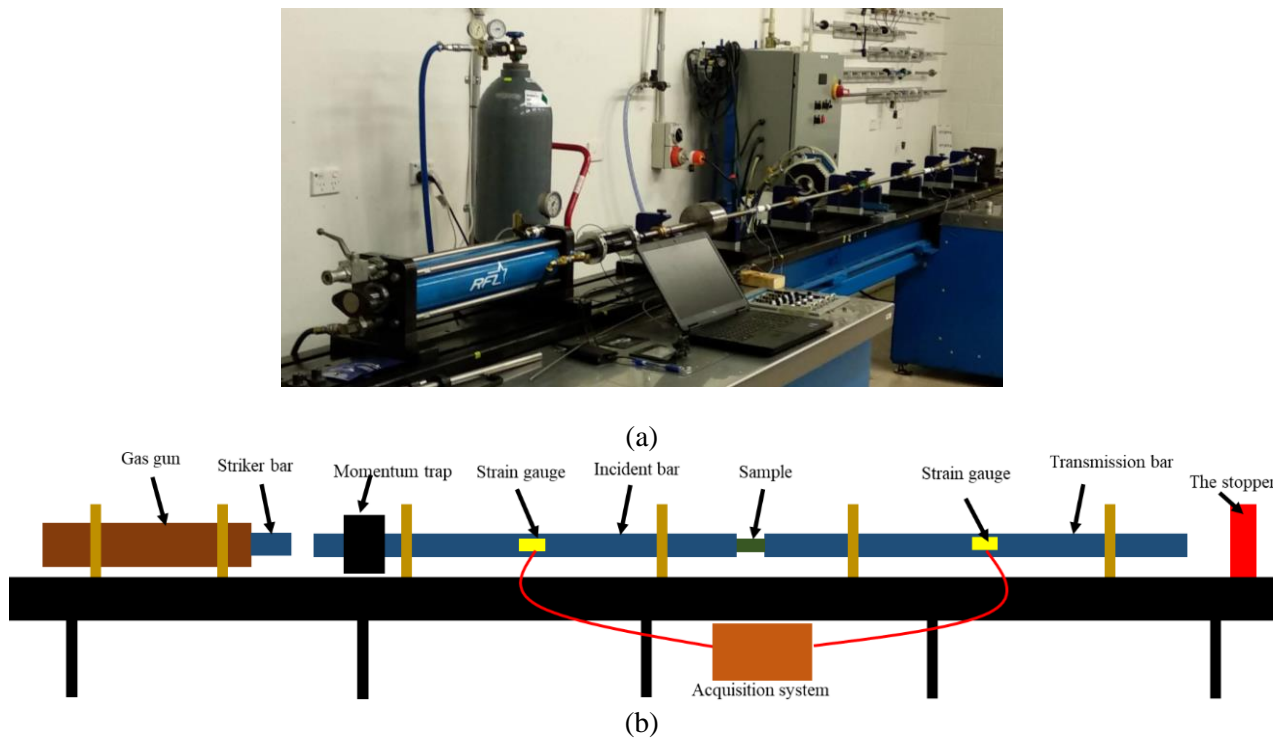 RFL
(a)
Gas gun
Striker bar
Momentum trap
Strain gauge
Incident bar
Sample
Strain gauge
Transmission bar
The stopper
Acquisition system
(b)